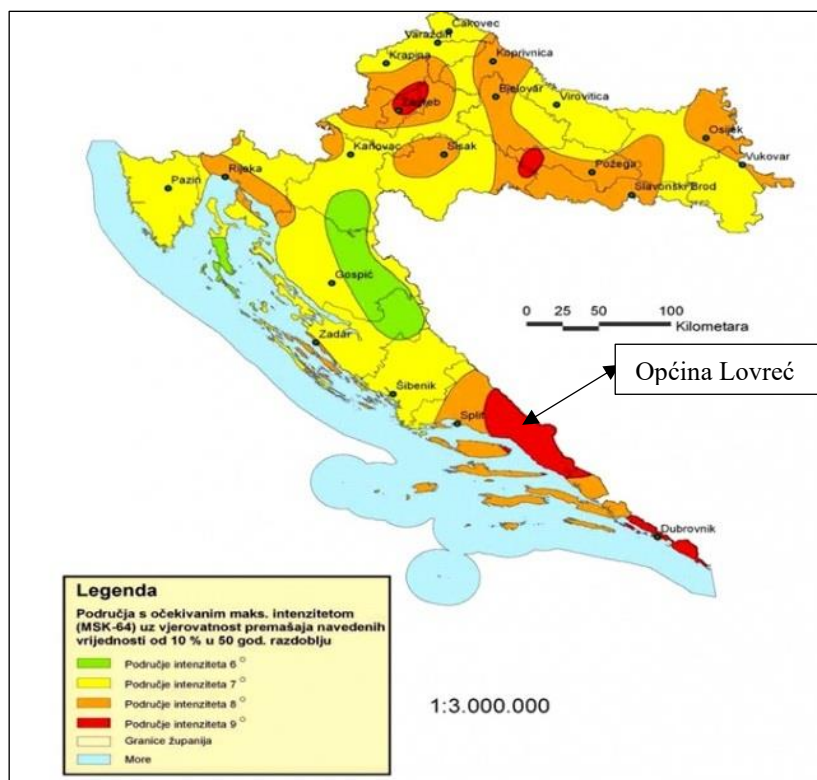 Čakovec
Varaždin
Krapina
Koprivnica
Bjelovar
Zagreb
Virovitica
Osijek
Karlovac
Sisak
Požega
Vukovar
Rijeka
Pazin
Slavonski Brod
Gospić
0 25 50 100
Kilometara
Zadar
Općina Lovreć
Šibenik
Split
Dubrovnik
Legenda
Područja s očekivanim maks. intenzitetom
(MSK-64) uz vjerovatnost premašaja navedenih
vrijednosti od 10 % u 50 god. razdoblju
Područje intenziteta 6 °
Područje intenziteta 7 °
Područje intenziteta 8 °
Područje intenziteta 9 °
Granice županija
More
1:3.000.000